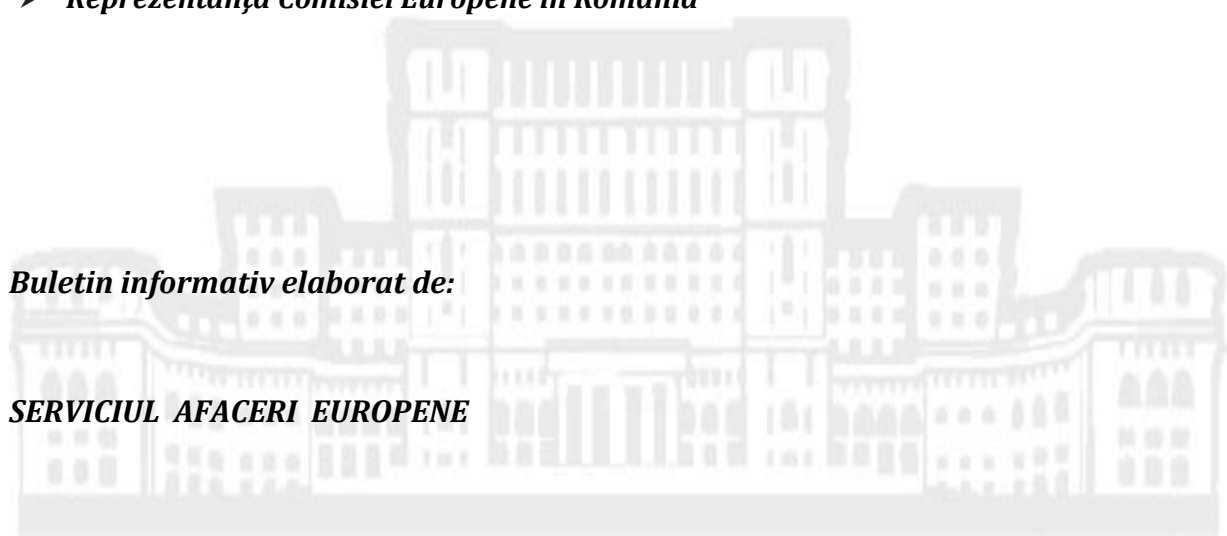 ➢ Reprezentanța Comisiei Europene în România
Buletin informativ elaborat de:
SERVICIUL AFACERI EUROPENE